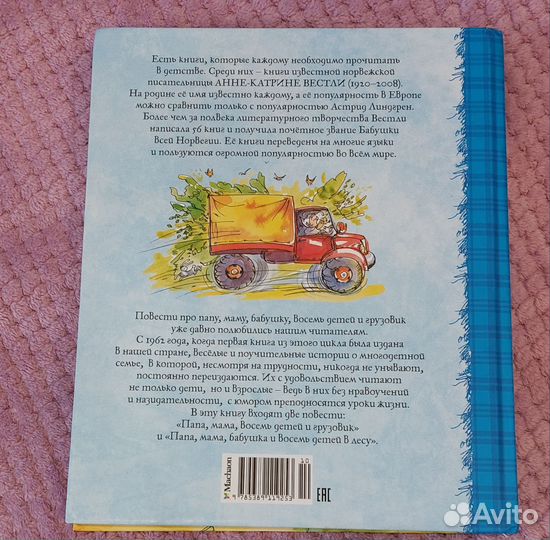 Есть книги, которые каждому необходимо прочитать
в детстве. Среди них – книги известной норвежской
писательницы АННЕ-КАТРИНЕ ВЕСТЛИ (1920–2008).
На родине её имя известно каждому, а её популярность в Европе
можно сравнить только с популярностью Астрид Линдгрен.
Более чем за полвека литературного творчества Вестли
написала 56 книг и получила почётное звание Бабушки
всей Норвегии. Её книги переведены на многие языки
и пользуются огромной популярностью во всём мире.
Повести про папу, маму, бабушку, восемь детей и грузовик
уже давно полюбились нашим читателям.
С 1962 года, когда первая книга из этого цикла была издана
в нашей стране, весёлые и поучительные истории о многодетной
семье, в которой, несмотря на трудности, никогда не унывают,
постоянно переиздаются. Их с удовольствием читают
не только дети, но и взрослые – ведь в них без нравоучений
и назидательности, с юмором преподносятся уроки жизни.
В эту книгу входят две повести:
«Папа, мама, восемь детей и грузовик»
и «Папа, мама, бабушка и восемь детей в лесу».
Machaon
10
9 785389 119253
EAC
Avito